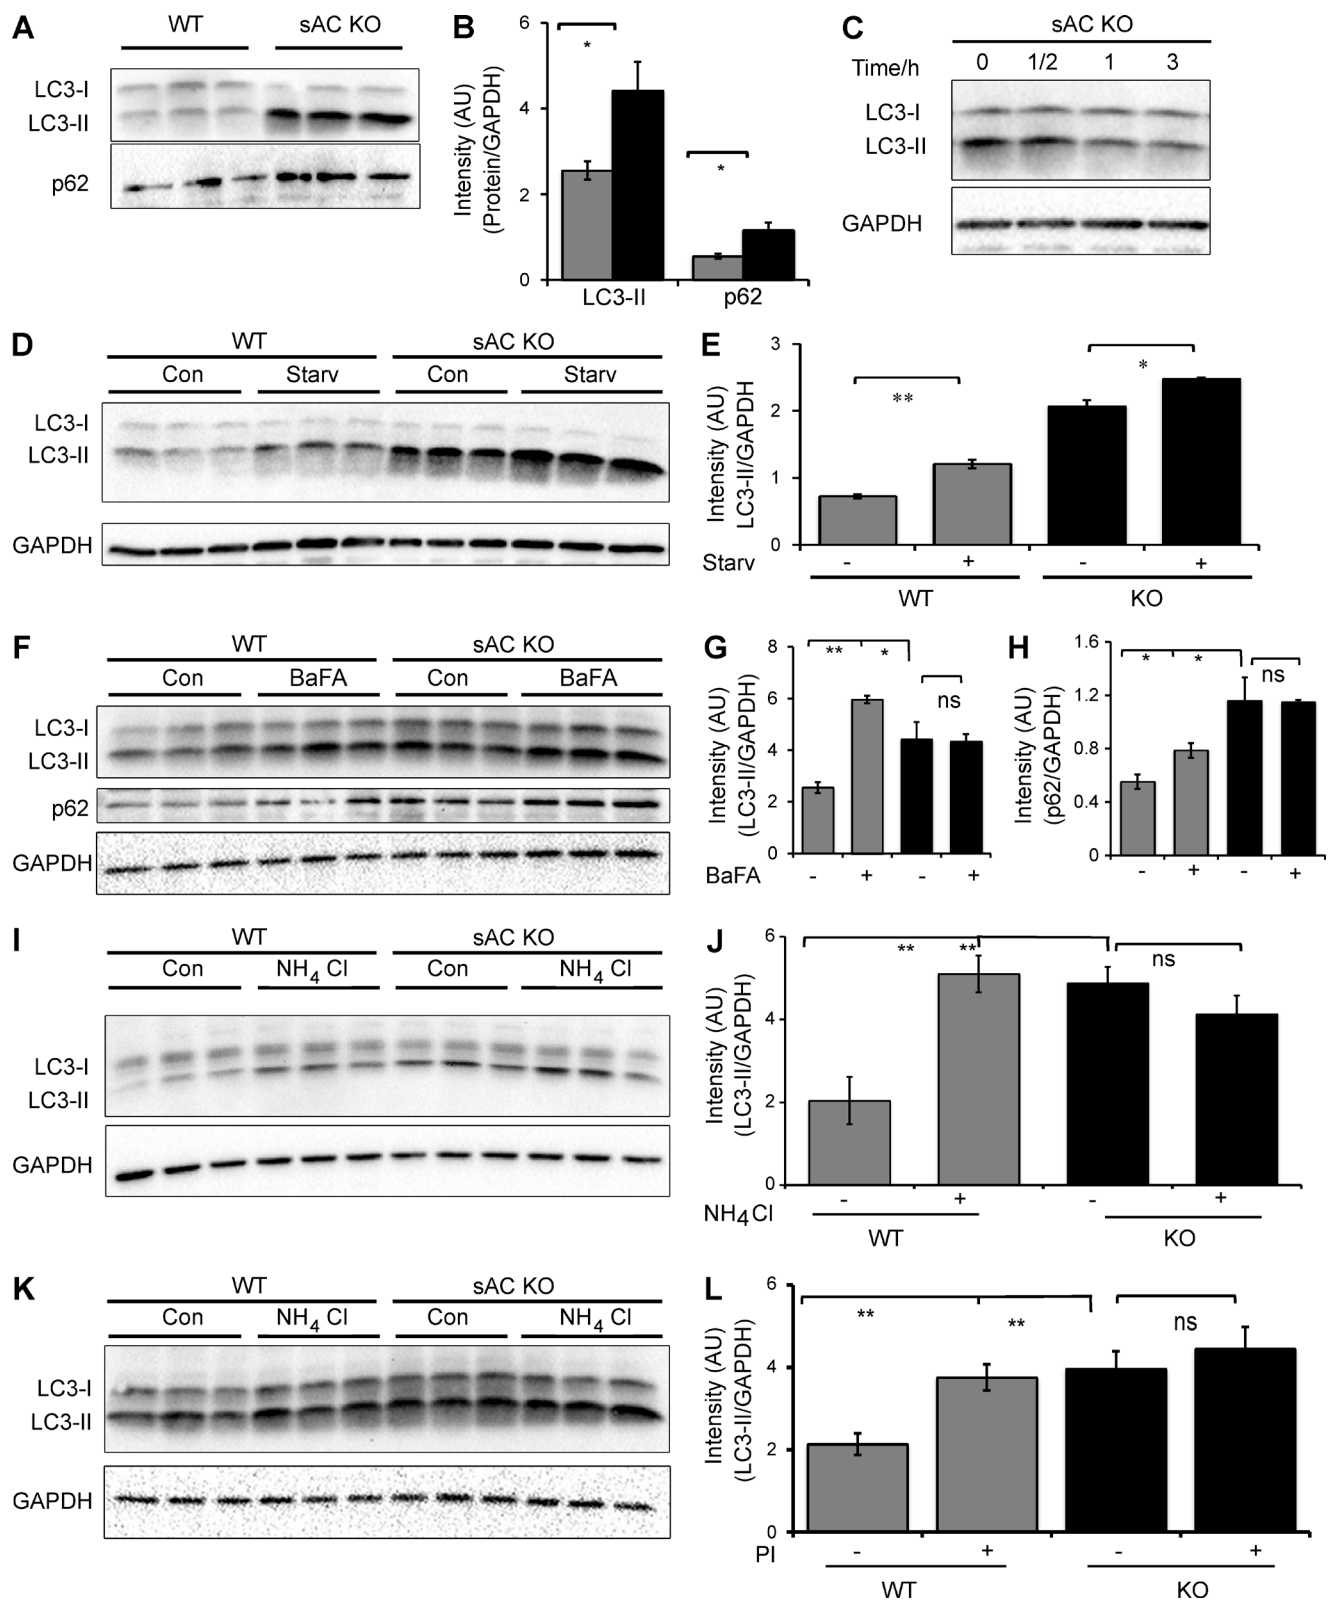 A
WT
sAC KO
LC3-I
LC3-II
p62
B
Intensity (AU)
(Protein/GAPDH)
6
4
2
0
*
*
LC3-II
p62
C
sAC KO
Time/h
0
1/2
1
3
LC3-I
LC3-II
GAPDH
D
WT
sAC KO
Con
Starv
Con
Starv
LC3-I
LC3-II
GAPDH
E
Intensity (AU)
LC3-II/GAPDH
3
2
1
0
**
*
Starv
-
+
-
+
WT
KO
F
WT
sAC KO
Con
BaFA
Con
BaFA
LC3-I
LC3-II
p62
GAPDH
G
Intensity (AU)
(LC3-II/GAPDH)
8
6
4
2
0
**
*
ns
BaFA
-
+
-
+
H
Intensity (AU)
(p62/GAPDH)
1.6
1.2
0.8
0.4
0
*
*
ns
-
+
-
+
I
WT
sAC KO
Con
NH4 Cl
Con
NH4 Cl
LC3-I
LC3-II
GAPDH
J
Intensity (AU)
(LC3-II/GAPDH)
6
4
2
0
**
**
ns
NH4Cl
-
+
-
+
WT
KO
K
WT
sAC KO
Con
NH4 Cl
Con
NH4 Cl
LC3-I
LC3-II
GAPDH
L
Intensity (AU)
(LC3-II/GAPDH)
6
4
2
0
**
**
ns
PI
-
+
-
+
WT
KO